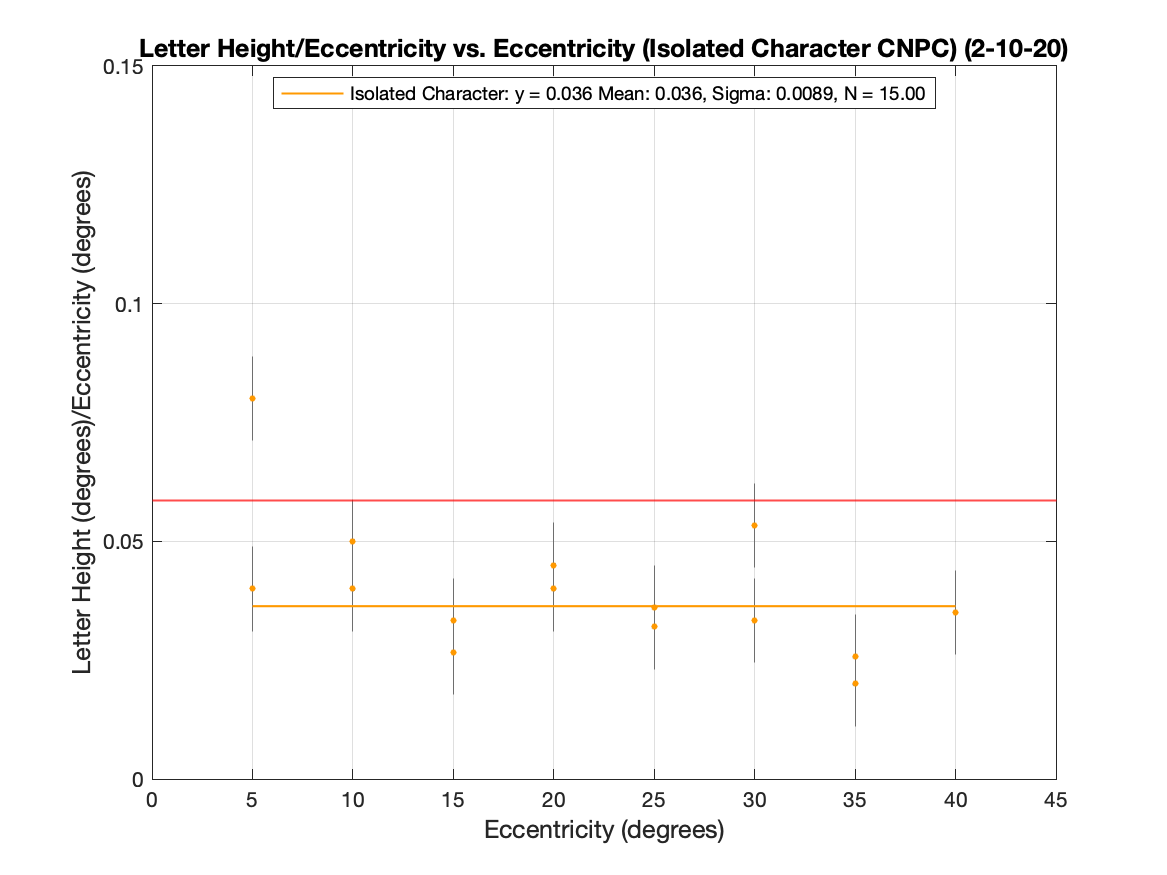 Letter Height/Eccentricity vs. Eccentricity (Isolated Character CNPC) (2-10-20)
Isolated Character: y = 0.036 Mean: 0.036, Sigma: 0.0089, N = 15.00
Letter Height (degrees)/Eccentricity (degrees)
0.15
0.1
0.05
0
0 5 10 15 20 25 30 35 40 45
Eccentricity (degrees)